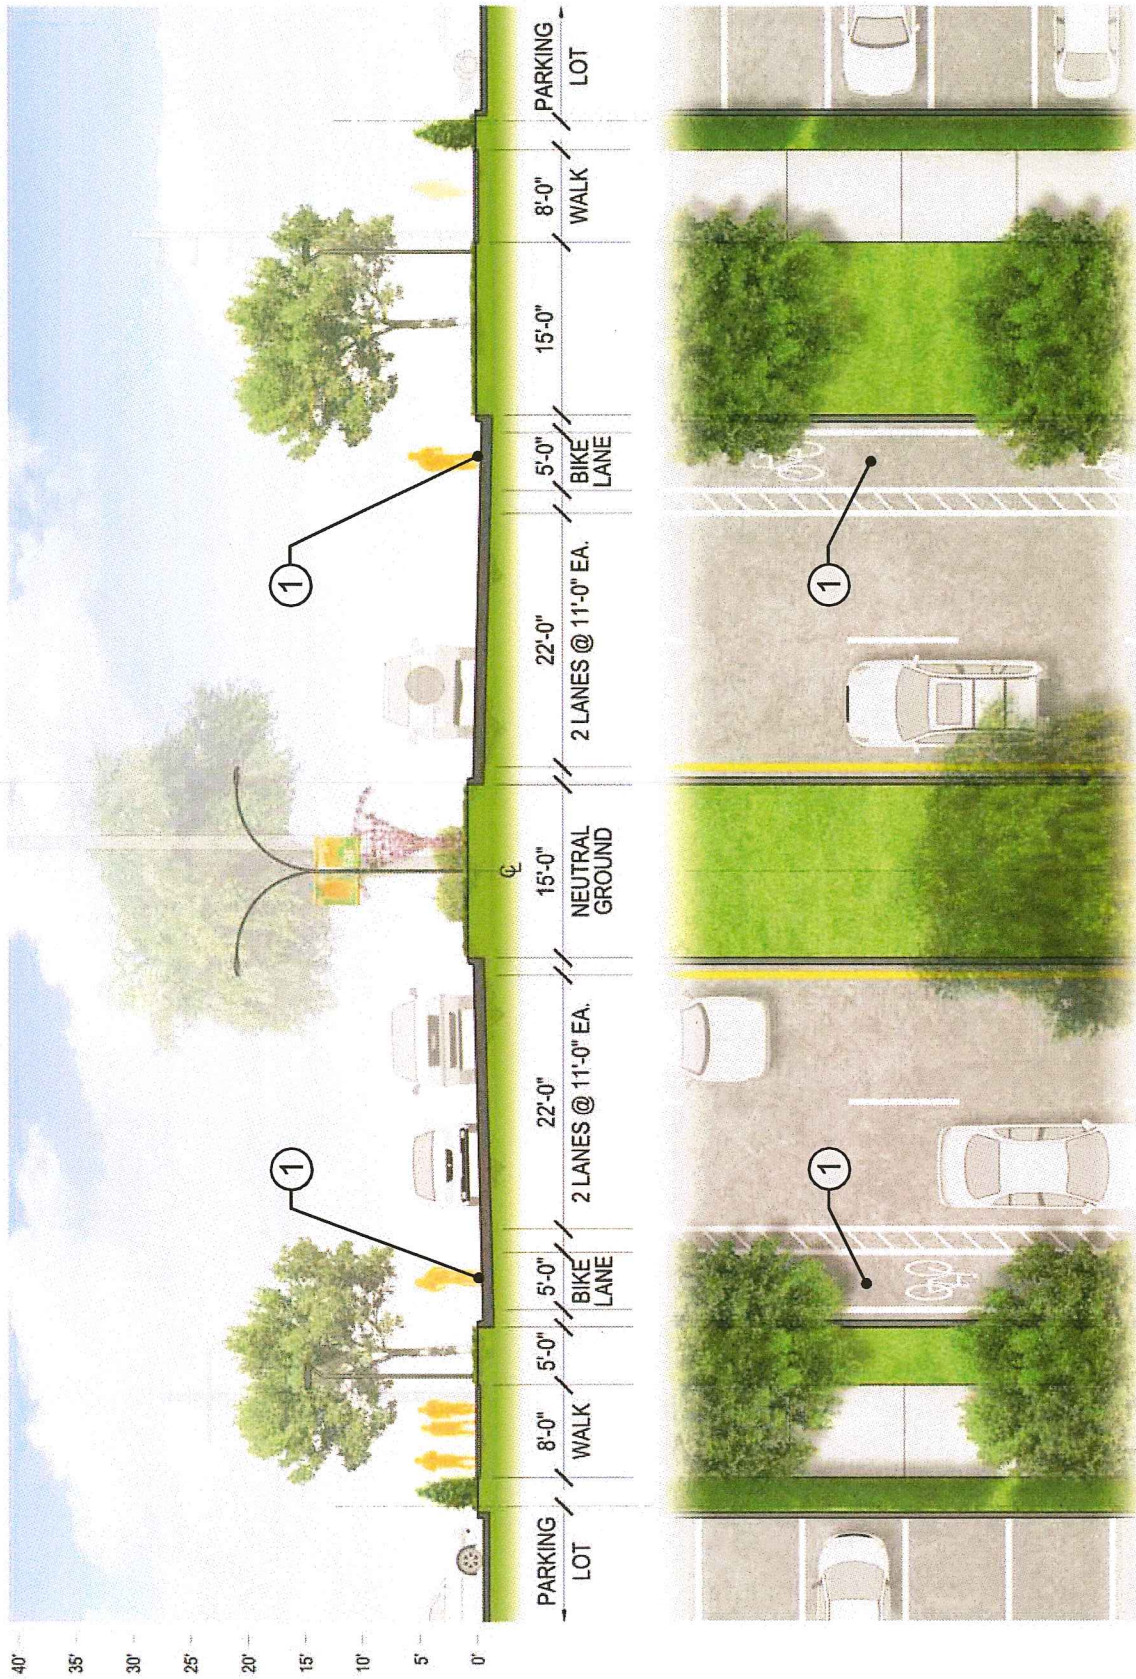 40'
35'
30'
25'
20'
15'
10'
5'
0'
1
1
PARKING
LOT
8'-0"
WALK
5'-0"
5'-0"
BIKE
LANE
22'-0"
2 LANES @ 11'-0" EA.
℄
15'-0"
NEUTRAL
GROUND
22'-0"
2 LANES @ 11'-0" EA.
5'-0"
BIKE
LANE
15'-0"
8'-0"
WALK
PARKING
LOT
1
1